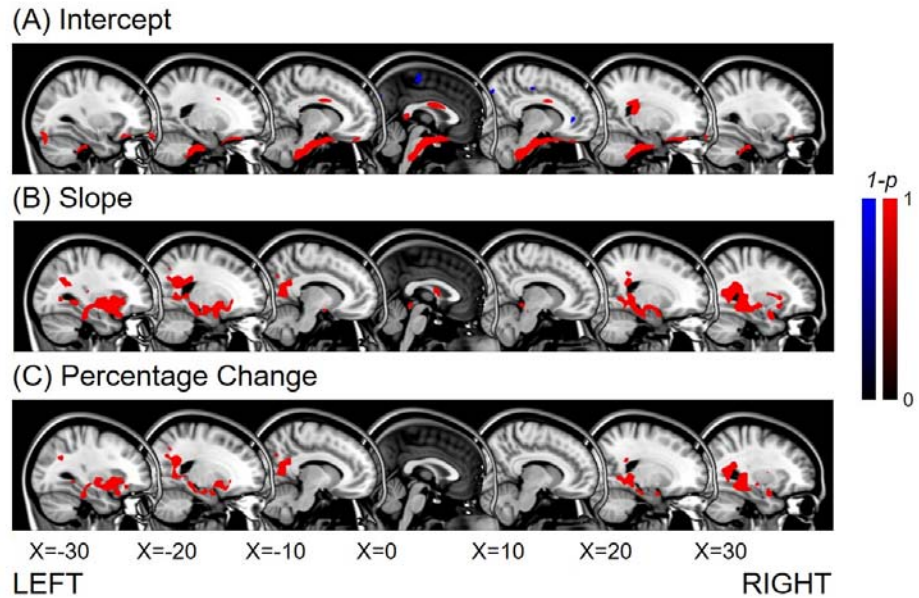 (A) Intercept
(B) Slope
1-p
1
0
(C) Percentage Change
X=-30 X=-20 X=-10 X=0 X=10 X=20 X=30
LEFT RIGHT